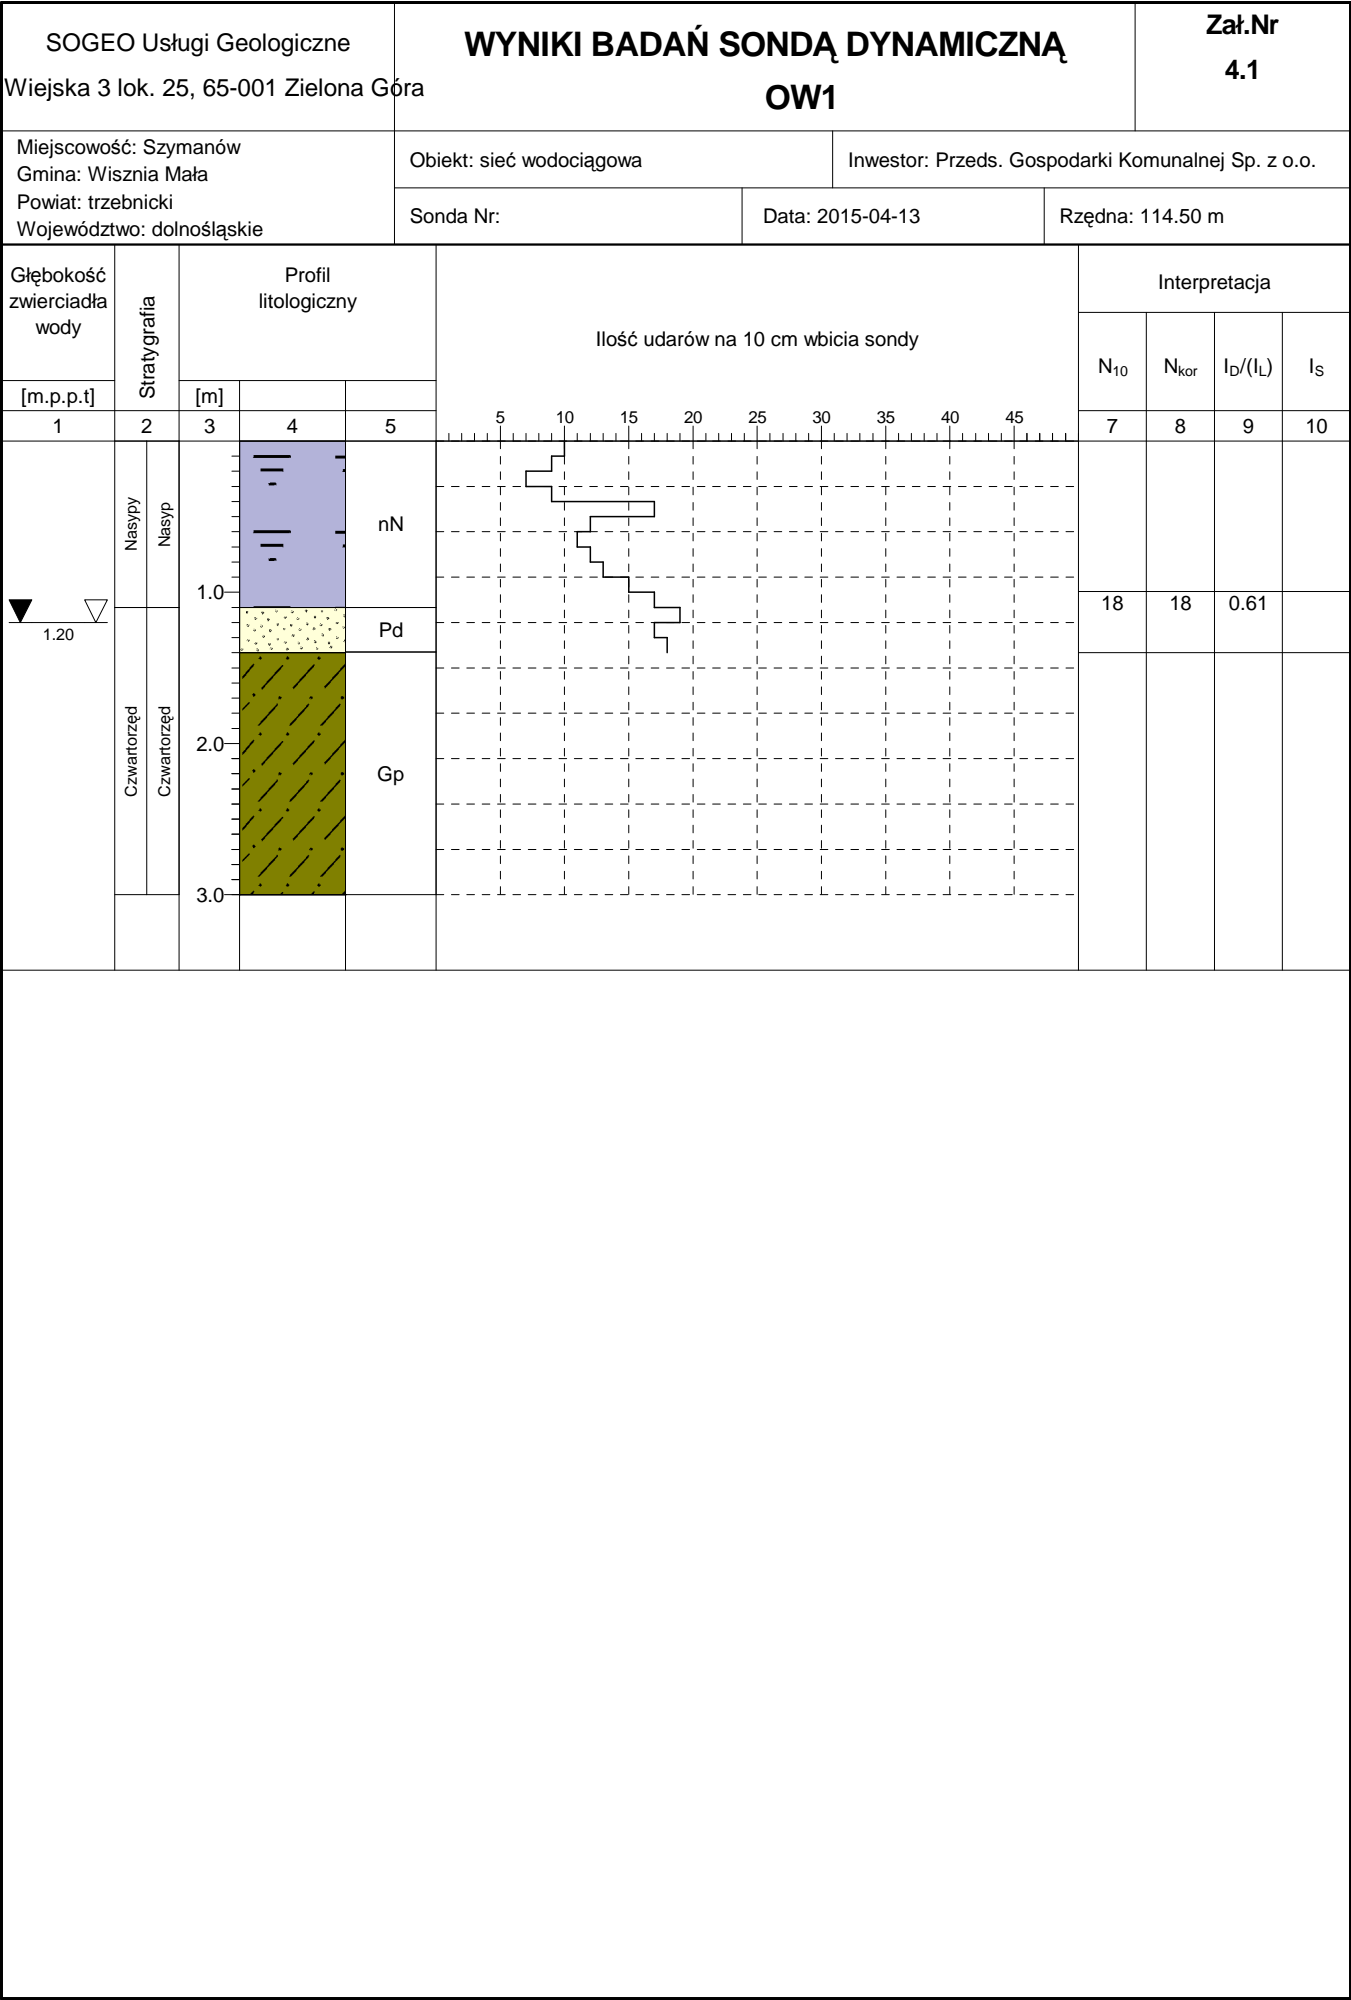 SOGEO Usługi Geologiczne
Wiejska 3 lok. 25, 65-001 Zielona Góra
WYNIKI BADAŃ SONDĄ DYNAMICZNĄ
OW1
Zał.Nr
4.1
Miejscowość: Szymanów
Gmina: Wisznia Mała
Powiat: trzebnicki
Województwo: dolnośląskie
Obiekt: sieć wodociągowa
Inwestor: Przeds. Gospodarki Komunalnej Sp. z o.o.
Sonda Nr:
Data: 2015-04-13
Rzędna: 114.50 m
Głębokość
zwierciadła
wody
[m.p.p.t]
Stratygrafia
Profil
litologiczny
[m]
Ilość udarów na 10 cm wbicia sondy
Interpretacja
N10 Nkor ID/(IL) IS
5 10 15 20 25 30 35 40 45
1 2 3 4 5 7 8 9 10
Nasypy
Nasyp
nN
1.0
18 18 0.61
1.20
Pd
Czwartorzęd
Czwartorzęd
2.0
Gp
3.0